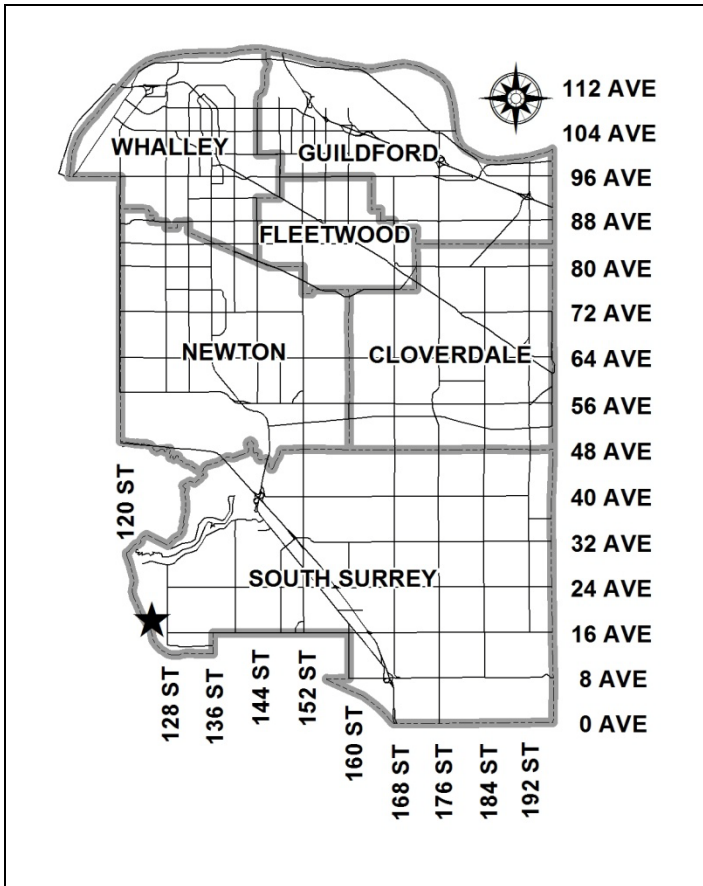 112 AVE
104 AVE
WHALLEY
GUILDFORD
96 AVE
88 AVE
FLEETWOOD
80 AVE
72 AVE
NEWTON
CLOVERDALE
64 AVE
56 AVE
48 AVE
120 ST
40 AVE
32 AVE
SOUTH SURREY
24 AVE
16 AVE
8 AVE
0 AVE
128 ST
136 ST
144 ST
152 ST
160 ST
168 ST
176 ST
184 ST
192 ST